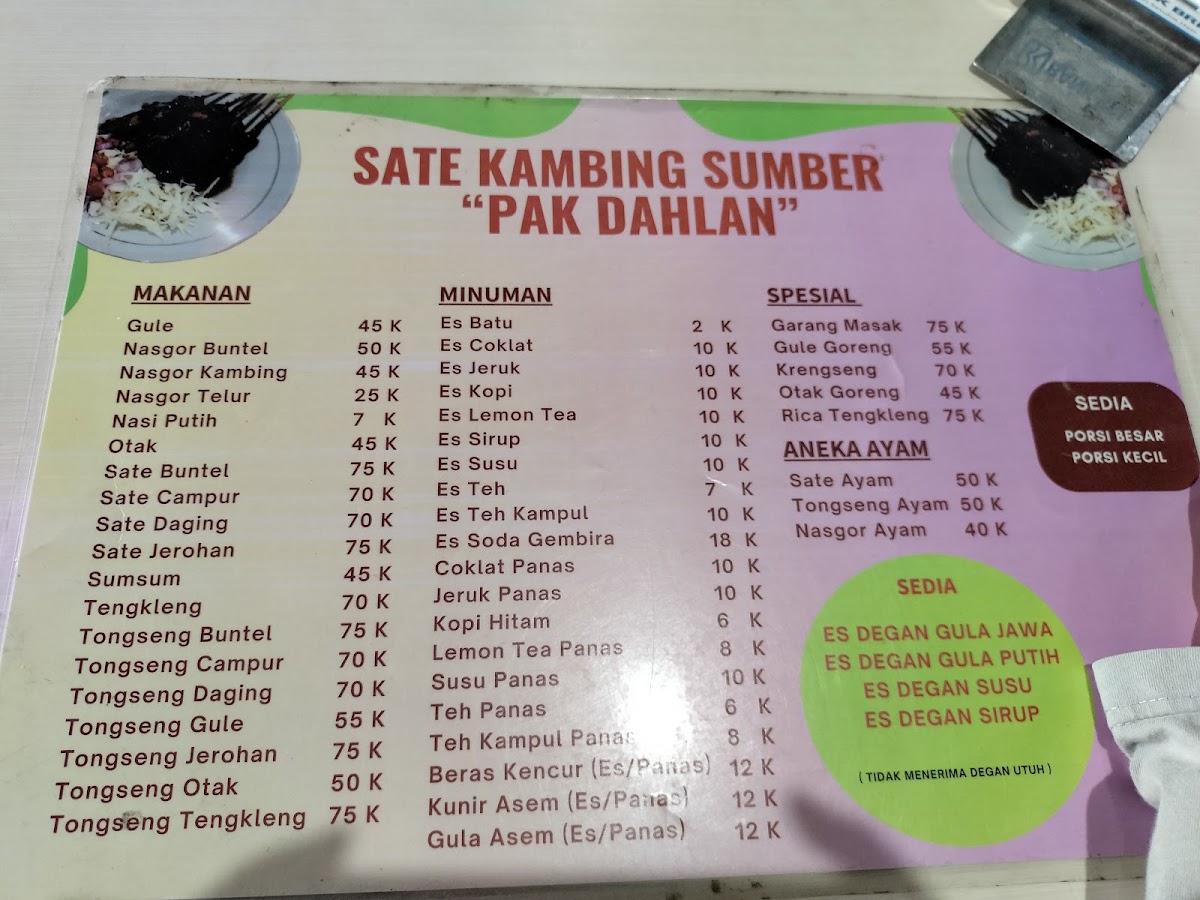 SATE KAMBING SUMBER
“PAK DAHLAN”
MAKANAN
Gule 45 K
Nasgor Buntel 50 K
Nasgor Kambing 45 K
Nasgor Telur 25 K
Nasi Putih 7 K
Otak 45 K
Sate Buntel 75 K
Sate Campur 70 K
Sate Daging 70 K
Sate Jerohan 75 K
Sumsum 45 K
Tengkleng 70 K
Tongseng Buntel 75 K
Tongseng Campur 70 K
Tongseng Daging 70 K
Tongseng Gule 55 K
Tongseng Jerohan 75 K
Tongseng Otak 50 K
Tongseng Tengkleng 75 K
MINUMAN
Es Batu 2 K
Es Coklat 10 K
Es Jeruk 10 K
Es Kopi 10 K
Es Lemon Tea 10 K
Es Sirup 10 K
Es Susu 10 K
Es Teh 7 K
Es Teh Kampul 10 K
Es Soda Gembira 18 K
Coklat Panas 10 K
Jeruk Panas 10 K
Kopi Hitam 6 K
Lemon Tea Panas 8 K
Susu Panas 10 K
Teh Panas 6 K
Teh Kampul Panas 8 K
Beras Kencur (Es/Panas) 12 K
Kunir Asem (Es/Panas) 12 K
Gula Asem (Es/Panas) 12 K
SPESIAL
Garang Masak 75 K
Gule Goreng 55 K
Krengseng 70 K
Otak Goreng 45 K
Rica Tengkleng 75 K
ANEKA AYAM
Sate Ayam 50 K
Tongseng Ayam 50 K
Nasgor Ayam 40 K
SEDIA
PORSI BESAR
PORSI KECIL
SEDIA
ES DEGAN GULA JAWA
ES DEGAN GULA PUTIH
ES DEGAN SUSU
ES DEGAN SIRUP
( TIDAK MENERIMA DEGAN UTUH )